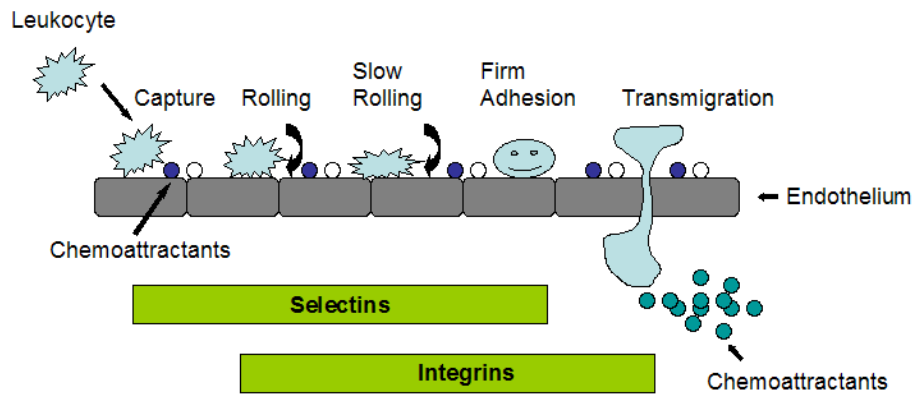 Leukocyte
Capture
Rolling
Slow
Rolling
Firm
Adhesion
Transmigration
Endothelium
Chemoattractants
Selectins
Integrins
Chemoattractants